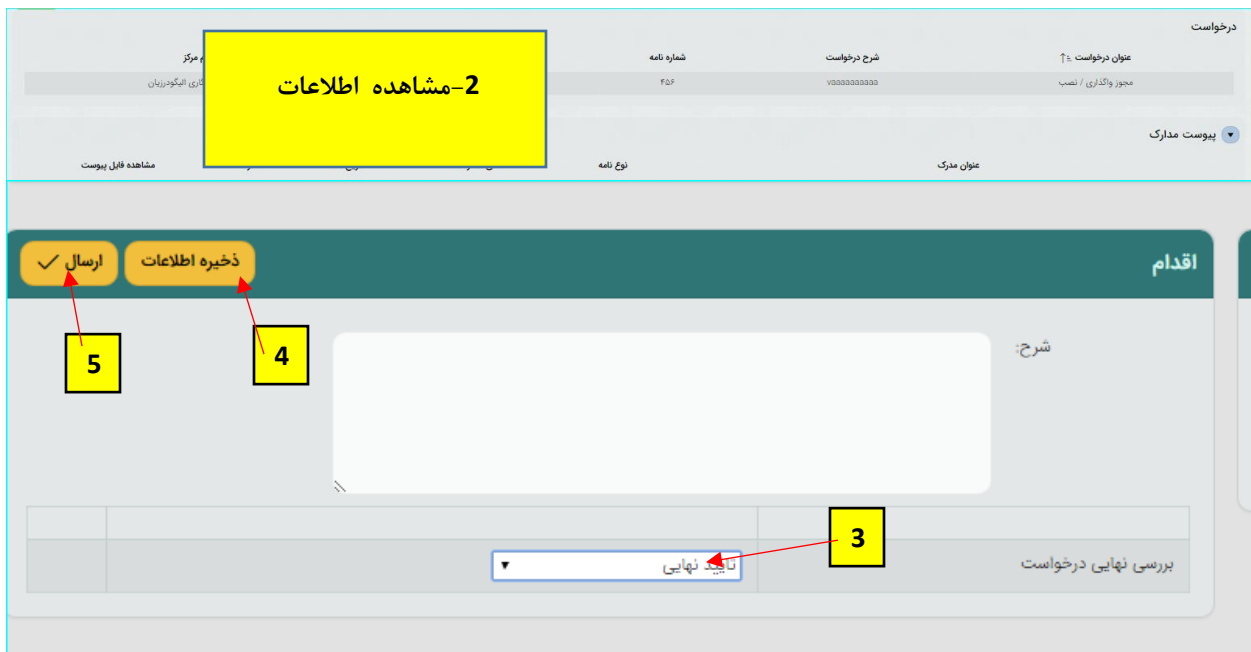 درخواست
عنوان درخواست شرح درخواست شماره نامه مرکز
مجوز واگذاری / نصب vaaaaaaaaaa ۴۵۶ الیگودرزیان
2-مشاهده اطلاعات
پیوست مدارک
عنوان مدرک نوع نامه مشاهده فایل پیوست
اقدام ذخیره اطلاعات ارسال
شرح:
4
5
3
بررسی نهایی درخواست تایید نهایی